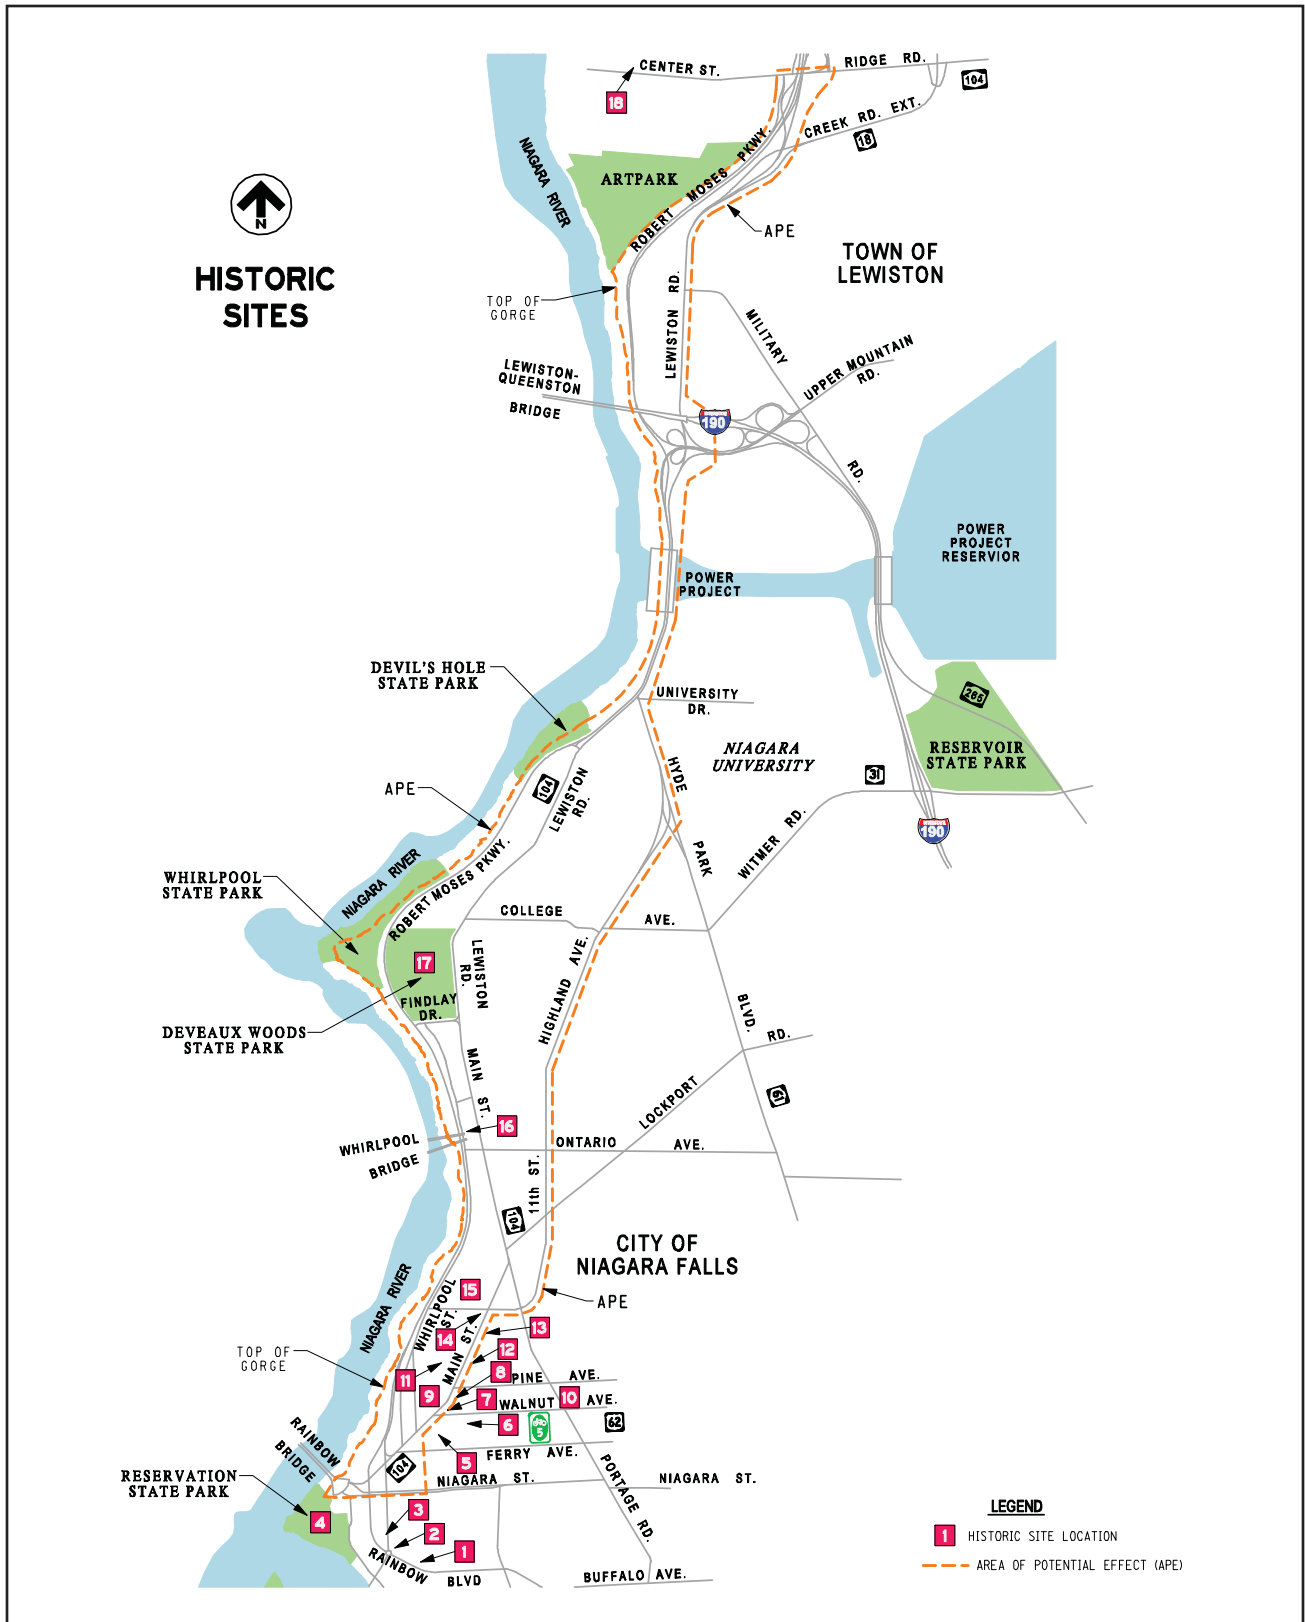 CENTER ST.
RIDGE RD.
104
18
CREEK RD. EXT.
18
NIAGARA RIVER
ARTPARK
ROBERT MOSES PKWY.
APE
N
HISTORIC
SITES
TOWN OF
LEWISTON
TOP OF
GORGE
LEWISTON RD.
MILITARY
RD.
UPPER MOUNTAIN
RD.
LEWISTON-
QUEENSTON
BRIDGE
190
POWER
PROJECT
RESERVIOR
POWER
PROJECT
DEVIL'S HOLE
STATE PARK
UNIVERSITY
DR.
265
NIAGARA
UNIVERSITY
RESERVOIR
STATE PARK
HYDE
PARK
BLVD.
31
190
APE
104
LEWISTON
RD.
WITMER RD.
WHIRLPOOL
STATE PARK
NIAGARA RIVER
ROBERT MOSES PKWY.
COLLEGE
AVE.
17
LEWISTON
RD.
HIGHLAND AVE.
FINDLAY
DR.
DEVEAUX WOODS
STATE PARK
MAIN ST.
RD.
LOCKPORT
61
16
WHIRLPOOL
BRIDGE
ONTARIO
AVE.
11th ST.
104
CITY OF
NIAGARA FALLS
NIAGARA RIVER
WHIRLPOOL
ST.
15
APE
14
13
MAIN ST.
12
TOP OF
GORGE
11
8
PINE AVE.
9
7
WALNUT
10
AVE.
6
5
62
5
FERRY AVE.
RAINBOW
BRIDGE
104
NIAGARA ST.
NIAGARA ST.
PORTAGE RD.
RESERVATION
STATE PARK
4
3
2
1
RAINBOW
BLVD
BUFFALO AVE.
LEGEND
1 HISTORIC SITE LOCATION
AREA OF POTENTIAL EFFECT (APE)